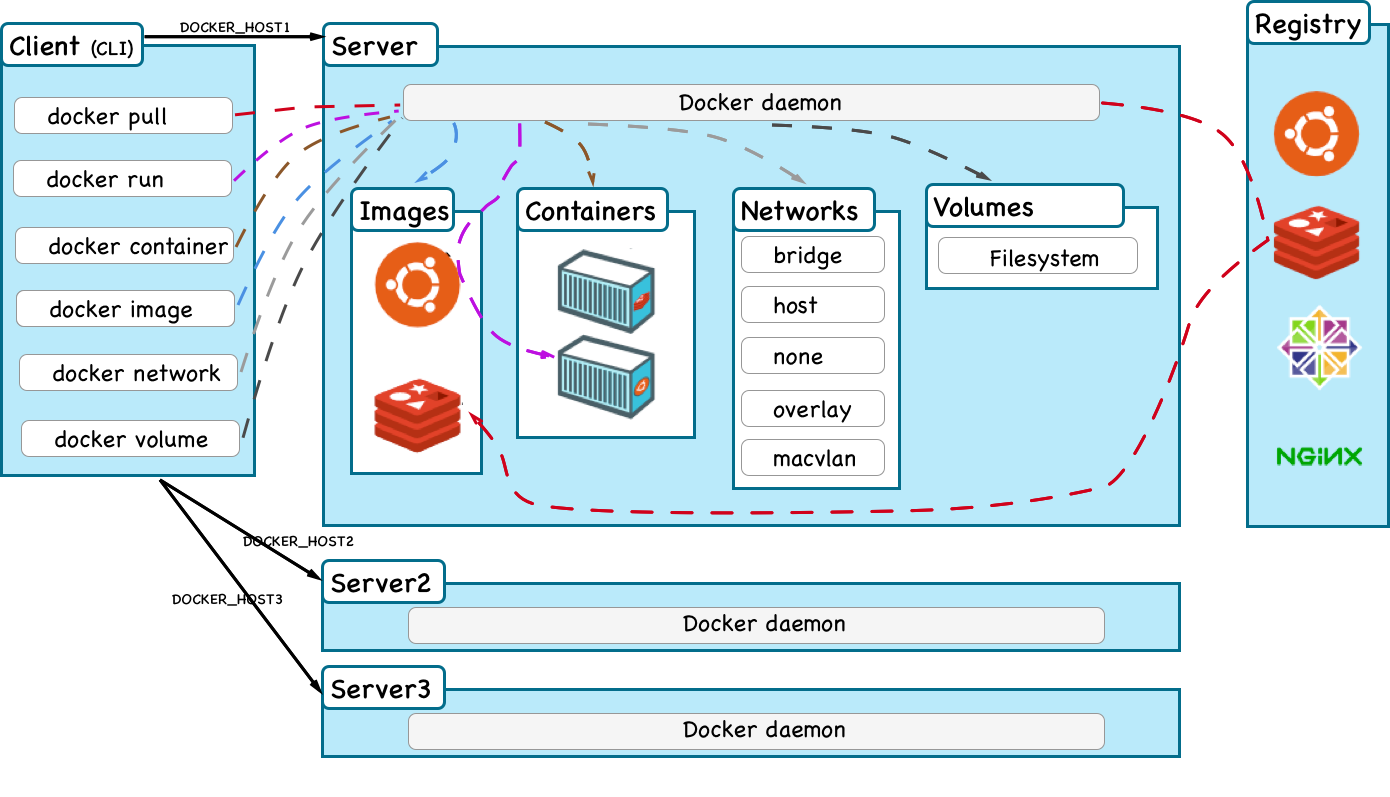 DOCKER_HOST1
Client (CLI)
docker pull
docker run
docker container
docker image
docker network
docker volume
Server
Docker daemon
Images
Containers
Networks
bridge
host
none
overlay
macvlan
Volumes
Filesystem
Registry
NGINX
DOCKER_HOST2
DOCKER_HOST3
Server2
Docker daemon
Server3
Docker daemon